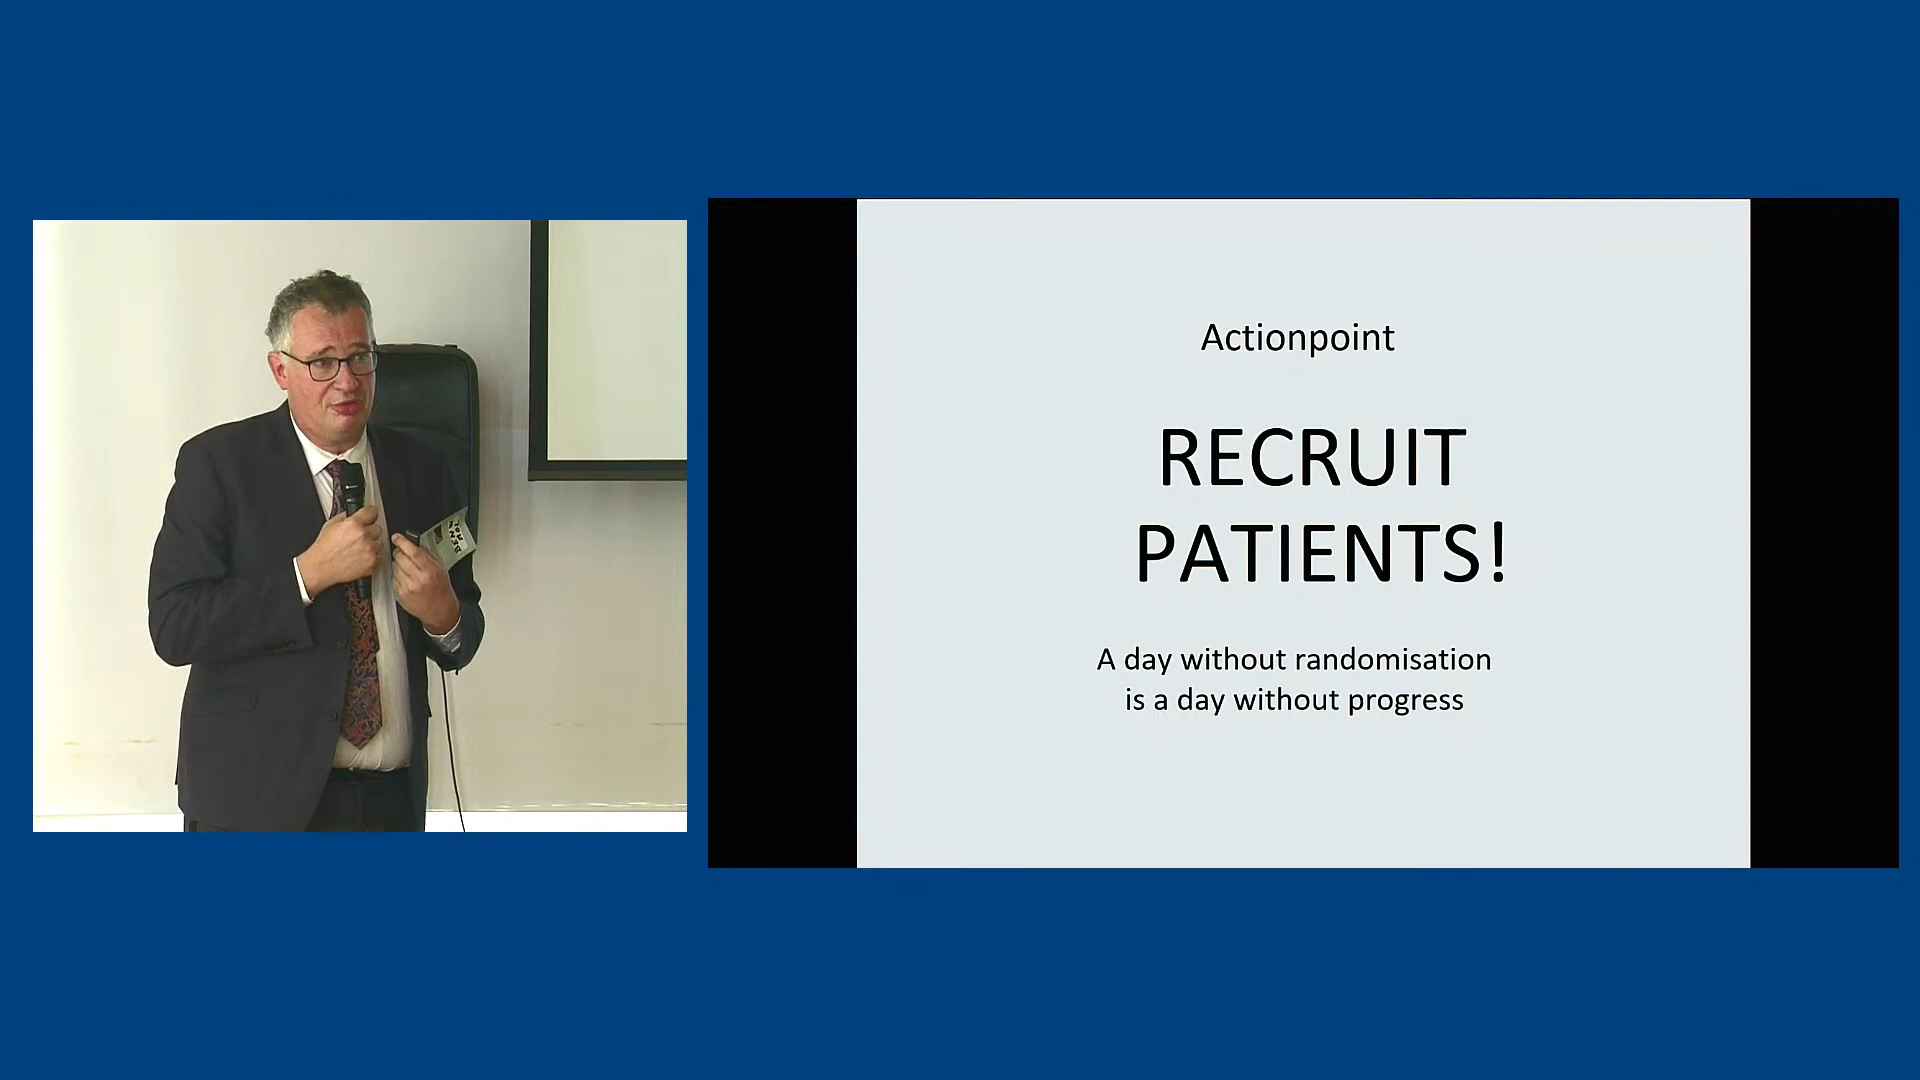 Actionpoint
RECRUIT
PATIENTS!
A day without randomisation
is a day without progress